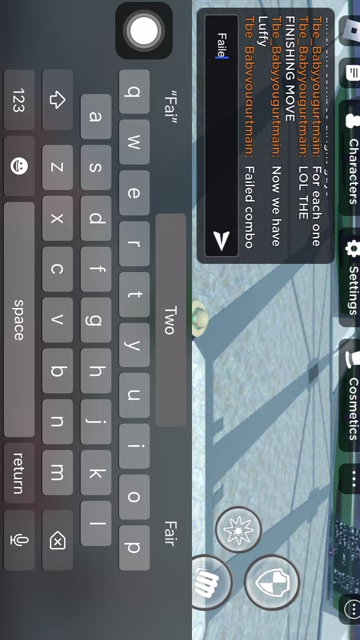 Characters
Settings
Cosmetics
The_Babyyougurtmain: For each one
LOL THE
FINISHING MOVE
The_Babyyougurtmain: Now we have
Luffy
The_Babyyougurtmain: Failed combo
Faile
"Fai"
Two
Fair
q w e r t y u i o p
a s d f g h j k l
z x c v b n m
123
space
return